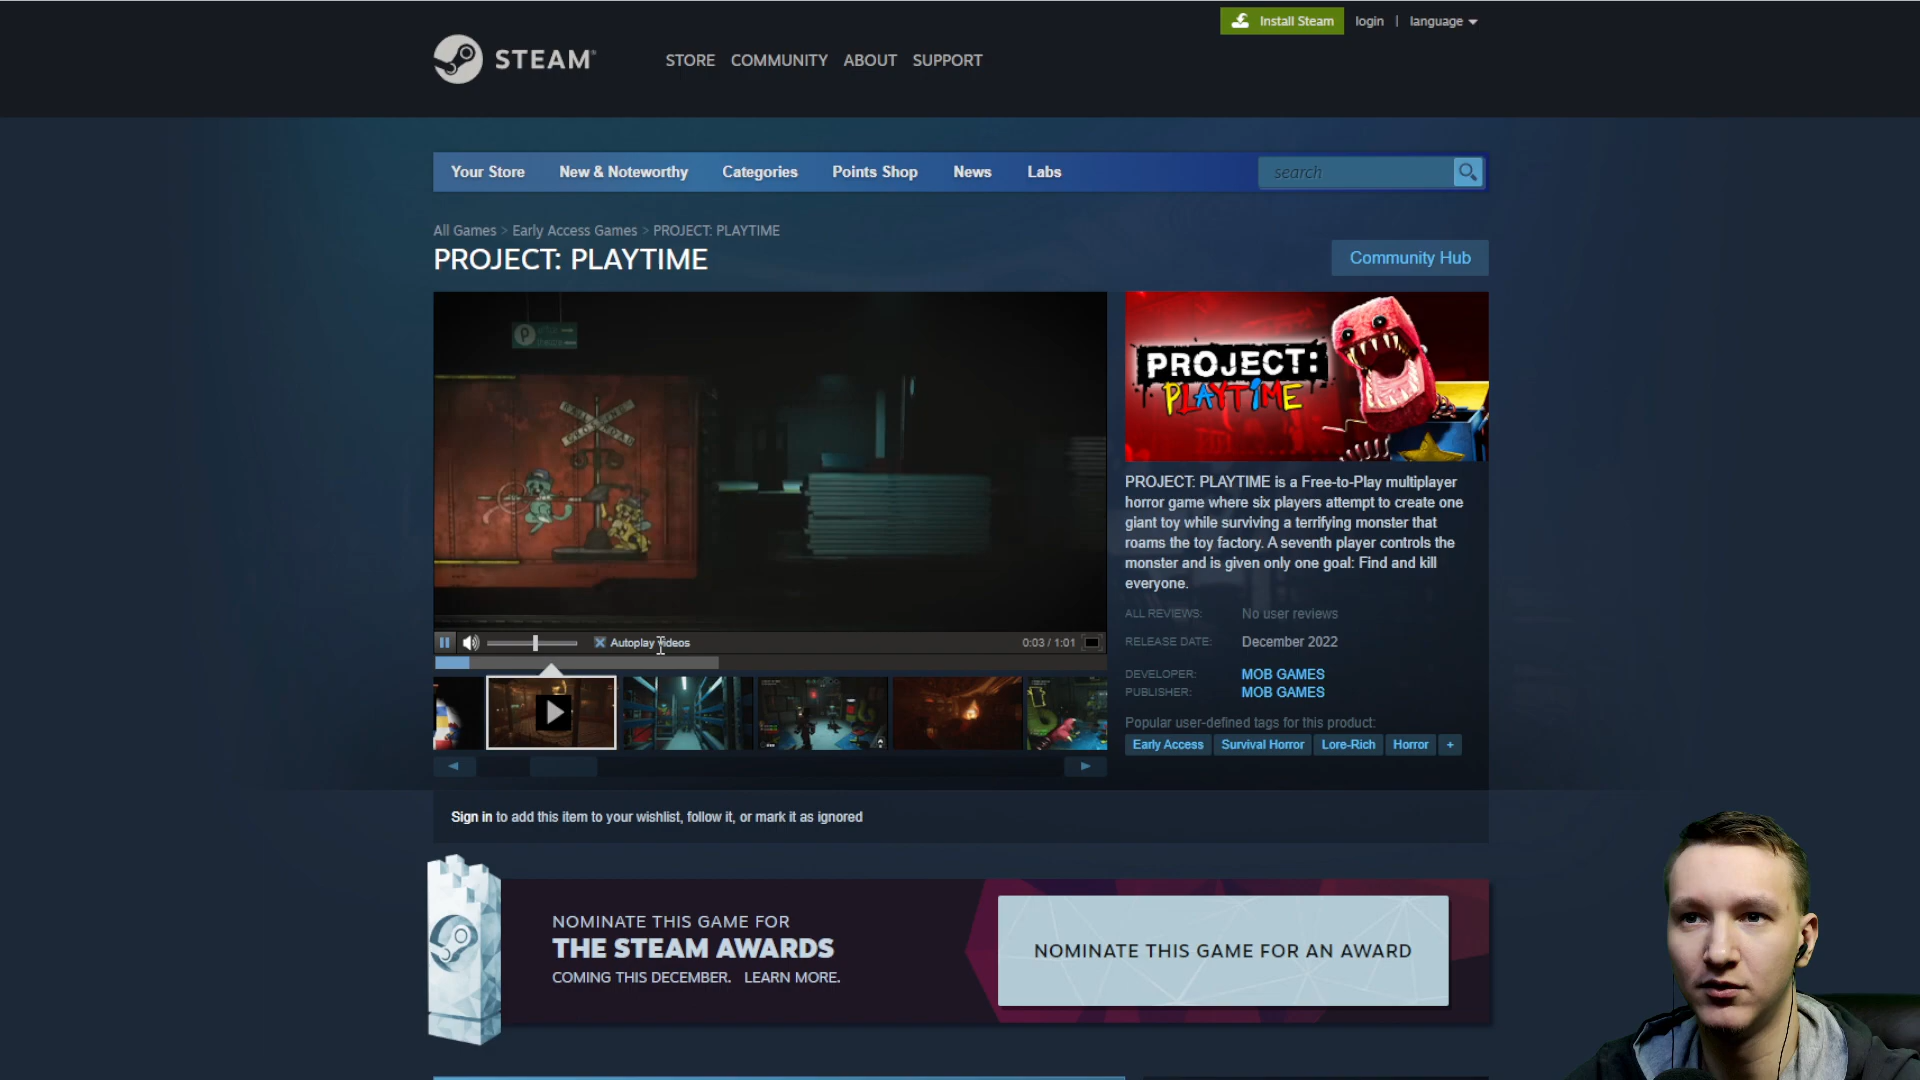 Install Steam login | language
STEAM®
STORE COMMUNITY ABOUT SUPPORT
Your Store New & Noteworthy Categories Points Shop News Labs
search
All Games > Early Access Games > PROJECT: PLAYTIME
PROJECT: PLAYTIME
Community Hub
PROJECT:
PLAYTIME
PROJECT: PLAYTIME is a Free-to-Play multiplayer
horror game where six players attempt to create one
giant toy while surviving a terrifying monster that
roams the toy factory. A seventh player controls the
monster and is given only one goal: Find and kill
everyone.
ALL REVIEWS: No user reviews
RELEASE DATE: December 2022
DEVELOPER: MOB GAMES
PUBLISHER: MOB GAMES
Popular user-defined tags for this product:
Early Access Survival Horror Lore-Rich Horror +
Autoplay videos
0:03 / 1:01
Sign in to add this item to your wishlist, follow it, or mark it as ignored
NOMINATE THIS GAME FOR
THE STEAM AWARDS
COMING THIS DECEMBER. LEARN MORE.
NOMINATE THIS GAME FOR AN AWARD